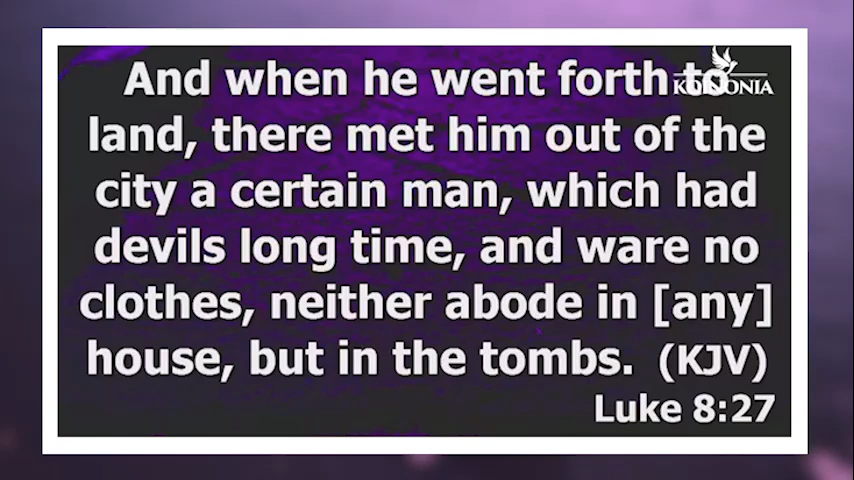 And when he went forth to
KOINONIA
land, there met him out of the
city a certain man, which had
devils long time, and ware no
clothes, neither abode in [any]
house, but in the tombs. (KJV)
Luke 8:27